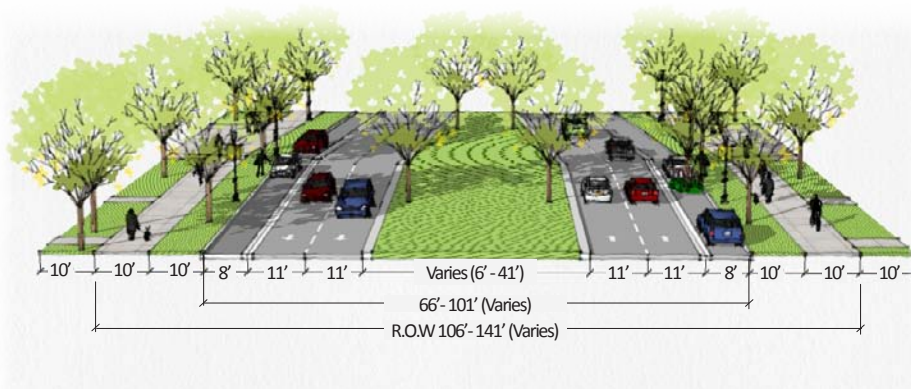 10’ 10’ 10’ 8’ 11’ 11’ Varies (6’ - 41’) 11’ 11’ 8’ 10’ 10’ 10’
66’- 101’ (Varies)
R.O.W 106’- 141’ (Varies)